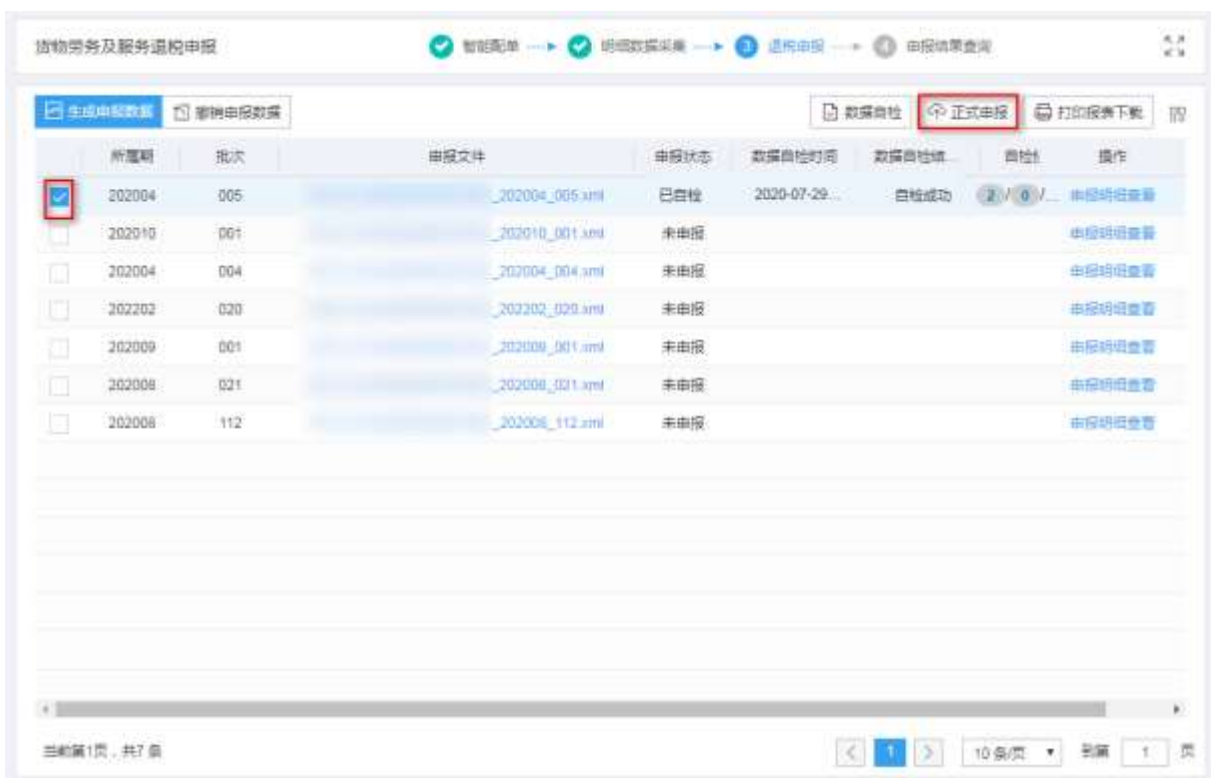 货物劳务及服务退税申报 智能配单 明细数据采集 3 退税申报 4 申报结果查询
生成申报数据 撤销申报数据 数据自检 正式申报 打印报表下载
所属期 批次 申报文件 申报状态 数据自检时间 数据自检结... 操作
202004 005 _202004_005.xml 已自检 2020-07-29... 自检成功 2 / 0 /... 申报明细查看
202010 001 _202010_001.xml 未申报 申报明细查看
202004 004 _202004_004.xml 未申报 申报明细查看
202202 020 _202202_020.xml 未申报 申报明细查看
202009 001 _202009_001.xml 未申报 申报明细查看
202008 021 _202008_021.xml 未申报 申报明细查看
202008 112 _202008_112.xml 未申报 申报明细查看
当前第1页，共7 条 < 1 > 10 条/页 到第 1 页